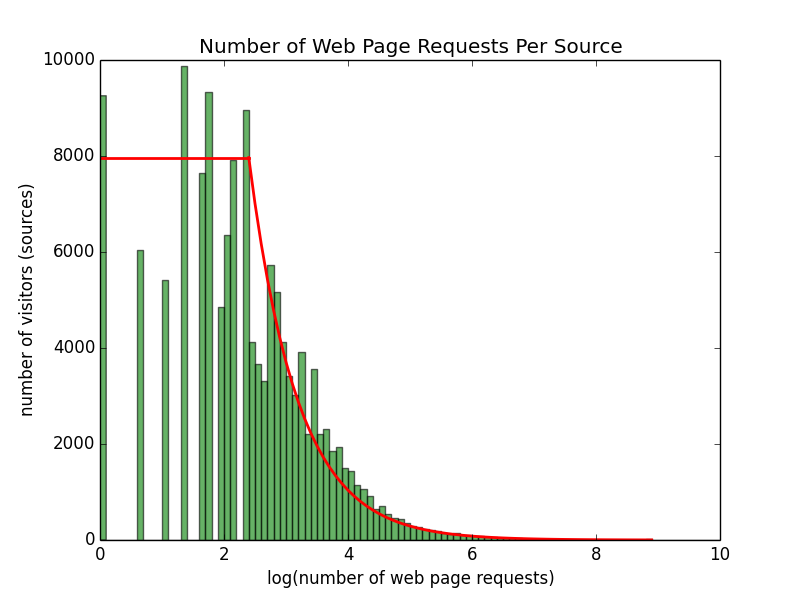 Number of Web Page Requests Per Source
10000
8000
6000
4000
2000
0
number of visitors (sources)
0 2 4 6 8 10
log(number of web page requests)